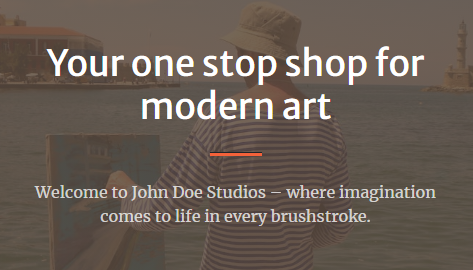 Your one stop shop for
modern art
Welcome to John Doe Studios – where imagination
comes to life in every brushstroke.